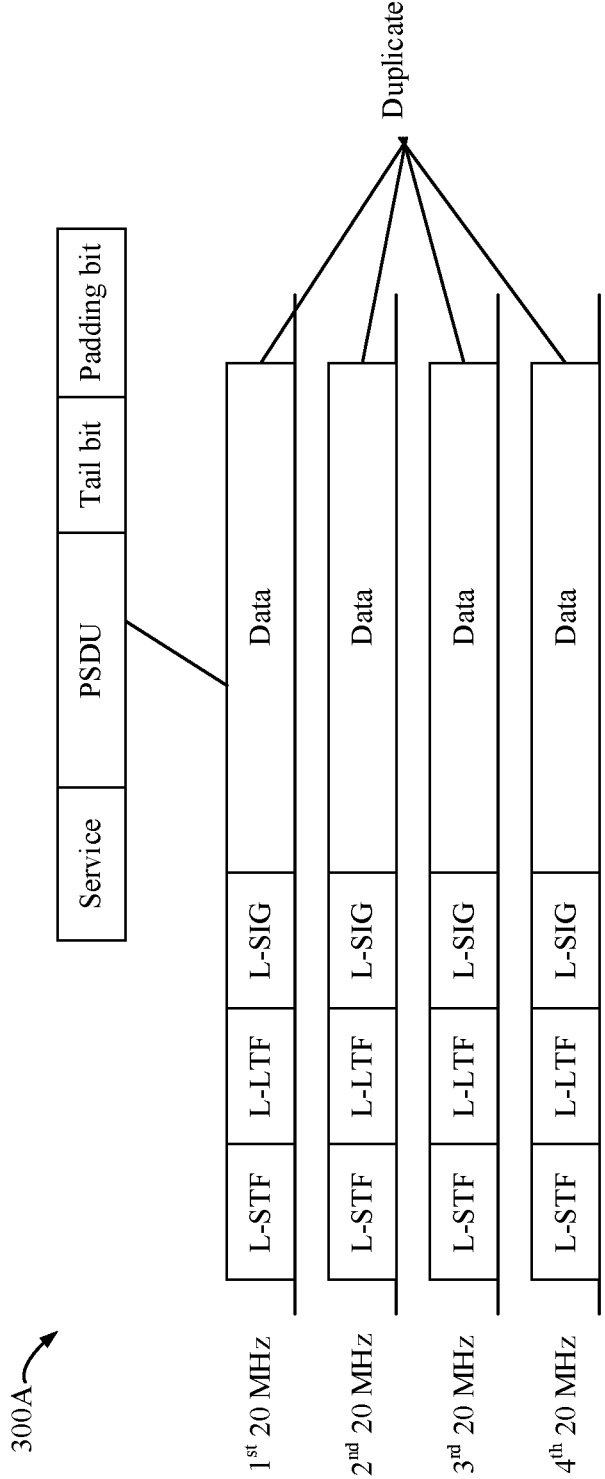 300A
Service PSDU Tail bit Padding bit
1st 20 MHz L-STF L-LTF L-SIG Data
2nd 20 MHz L-STF L-LTF L-SIG Data
3rd 20 MHz L-STF L-LTF L-SIG Data
4th 20 MHz L-STF L-LTF L-SIG Data
Duplicate